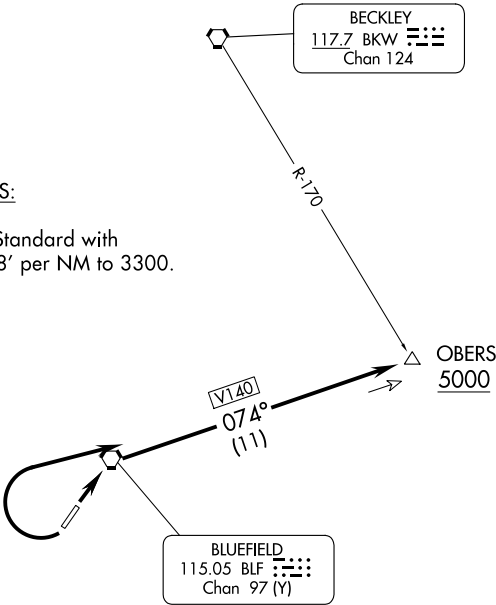 BECKLEY
117.7 BKW
Chan 124
R-170
S:
Standard with
8' per NM to 3300.
OBERS
5000
V140
074°
(11)
BLUEFIELD
115.05 BLF
Chan 97 (Y)